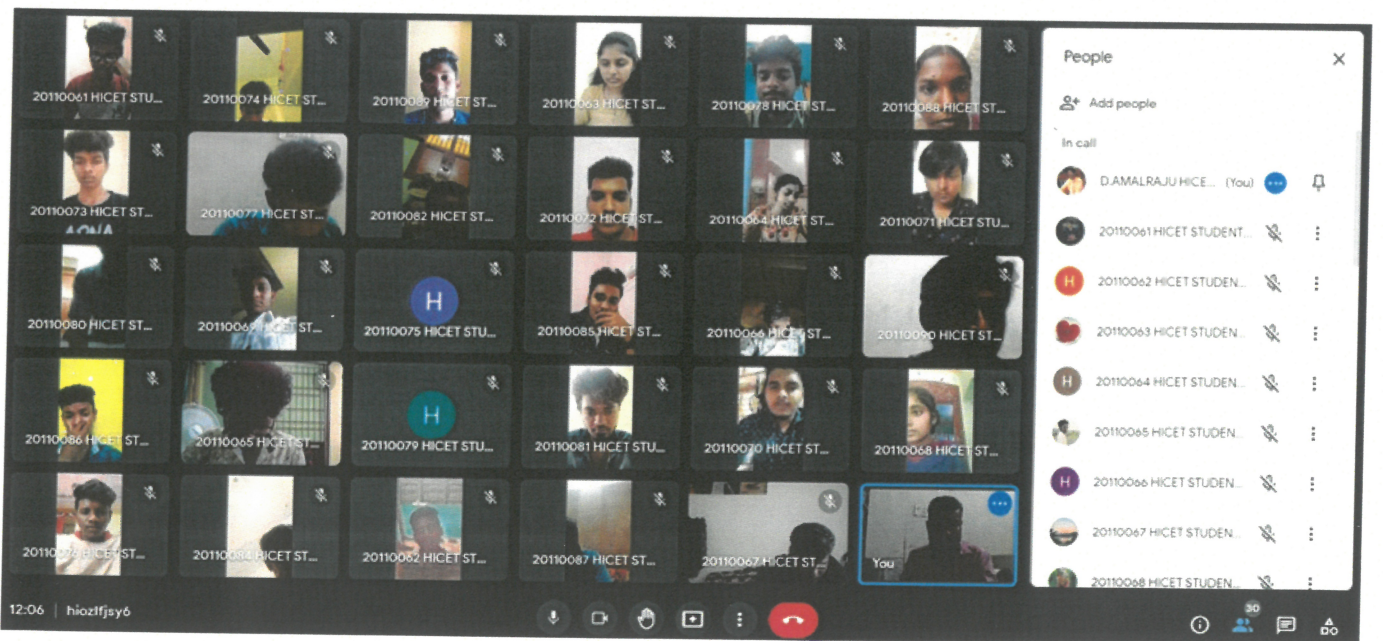 20110061 HICET STU...
20110074 HICET ST...
20110089 HICET ST...
20110063 HICET ST...
20110078 HICET ST...
20110088 HICET ST...
20110073 HICET ST...
20110077 HICET ST...
20110082 HICET ST...
20110072 HICET ST...
20110064 HICET ST...
20110071 HICET STU...
20110080 HICET ST...
20110069 HICET ST...
H
20110075 HICET STU...
20110085 HICET ST...
20110066 HICET ST...
20110090 HICET ST...
20110086 HICET ST...
20110065 HICET ST...
H
20110079 HICET STU...
20110081 HICET STU...
20110070 HICET ST...
20110068 HICET ST...
HICET ST...
20110084 HICET ST...
20110062 HICET ST...
20110087 HICET ST...
20110067 HICET ST...
You
People
Add people
In call
D.AMALRAJU HICE... (You)
20110061 HICET STUDENT...
H 20110062 HICET STUDEN...
20110063 HICET STUDEN...
H 20110064 HICET STUDEN...
20110065 HICET STUDEN...
H 20110066 HICET STUDEN...
20110067 HICET STUDEN...
20110068 HICET STUDEN...
12:06 | hiozlfjsy6
30